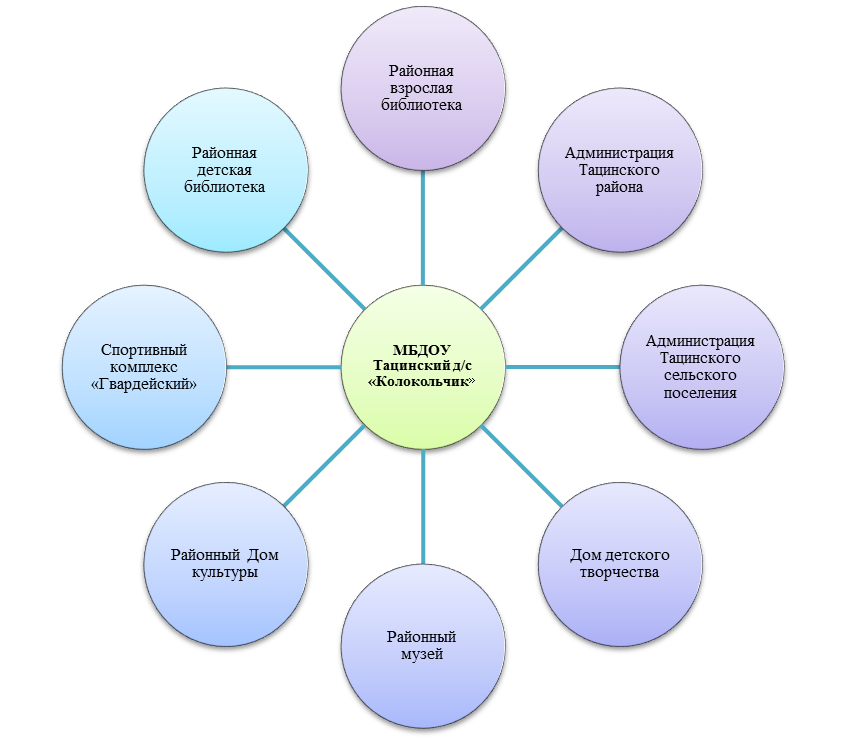 Районная
взрослая
библиотека
Администрация
Тацинского
района
Администрация
Тацинского
сельского
поселения
Дом детского
творчества
Районный
музей
Районный Дом
культуры
Спортивный
комплекс
«Гвардейский»
Районная
детская
библиотека
МБДОУ
Тацинский д/с
«Колокольчик»